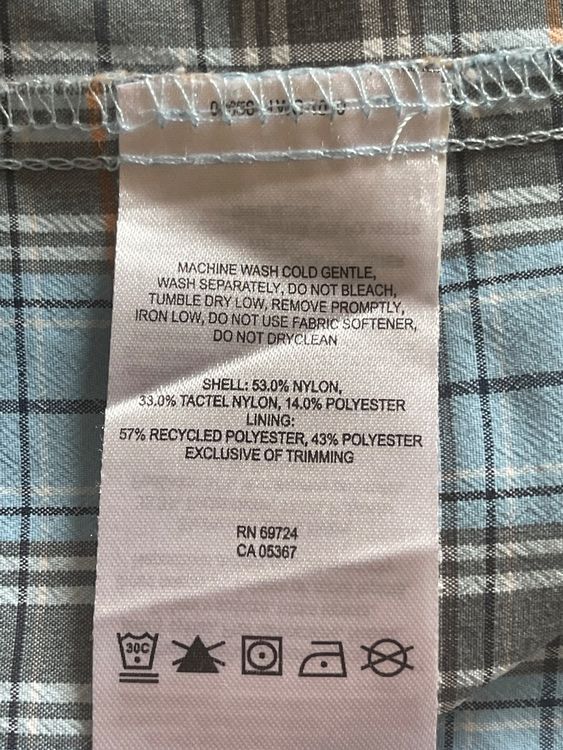 MACHINE WASH COLD GENTLE,
WASH SEPARATELY, DO NOT BLEACH,
TUMBLE DRY LOW, REMOVE PROMPTLY,
IRON LOW, DO NOT USE FABRIC SOFTENER,
DO NOT DRYCLEAN
SHELL: 53.0% NYLON,
33.0% TACTEL NYLON, 14.0% POLYESTER
LINING:
57% RECYCLED POLYESTER, 43% POLYESTER
EXCLUSIVE OF TRIMMING
RN 69724
CA 05367
30C